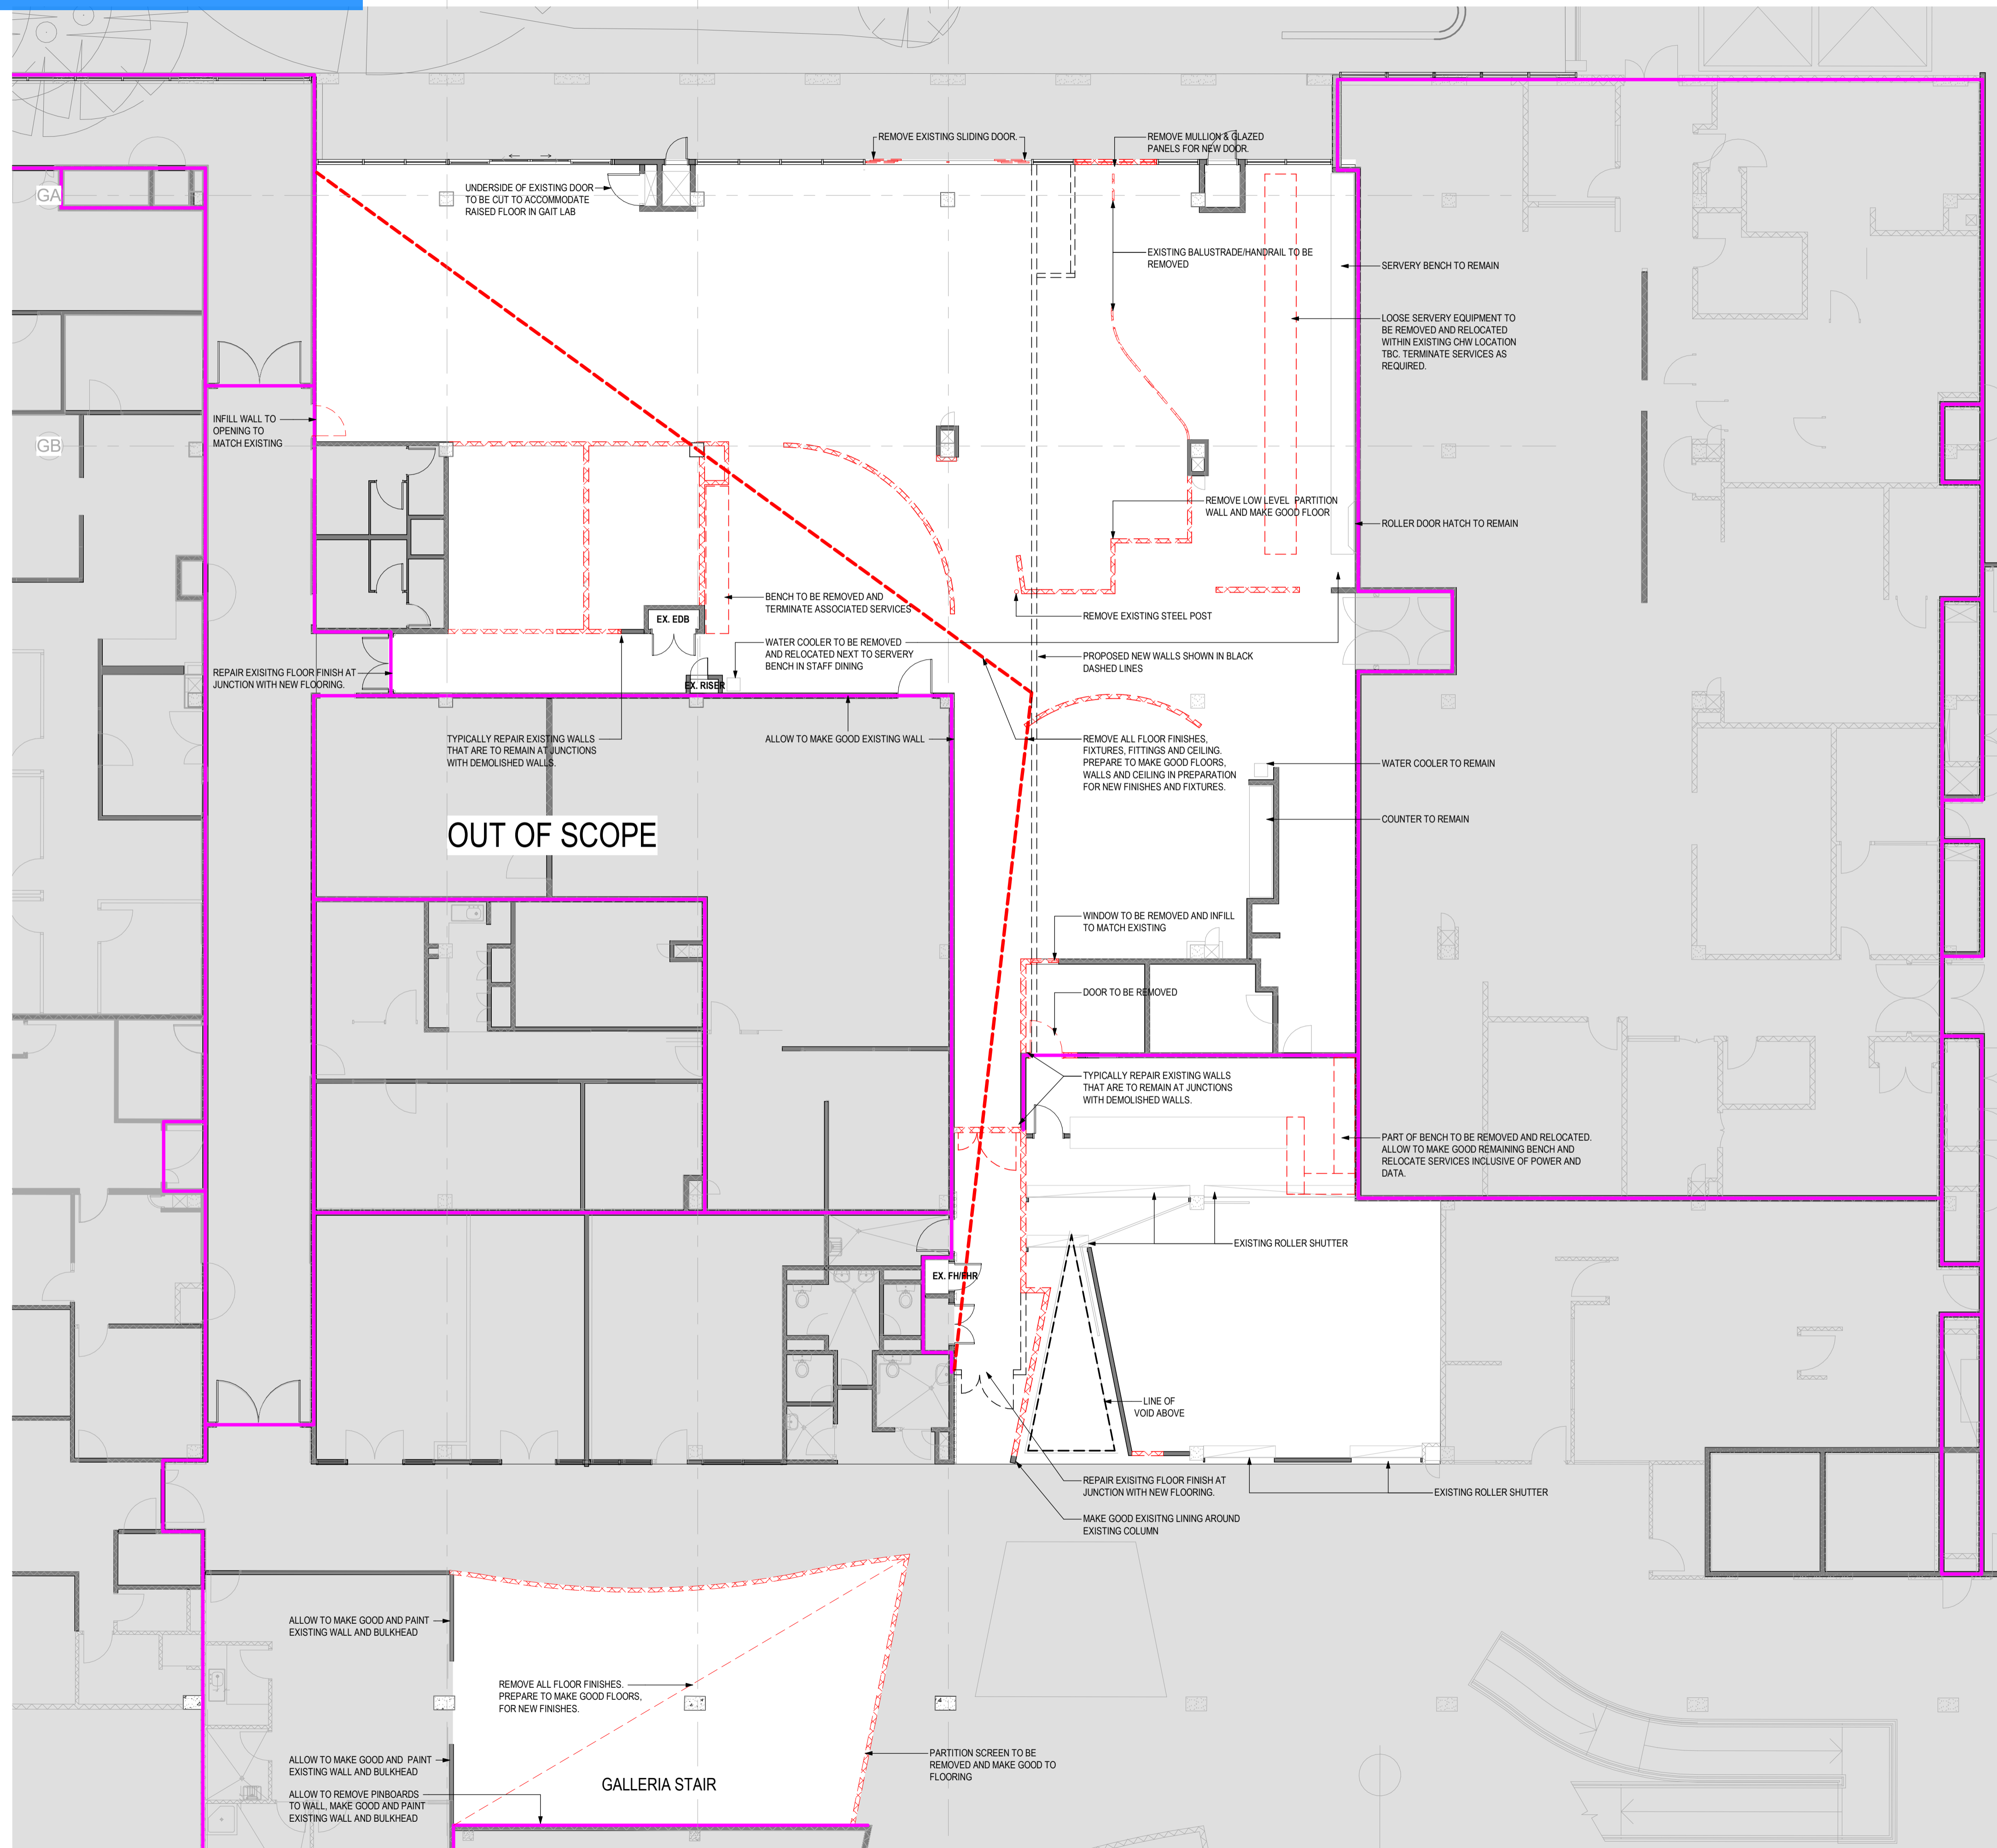 REMOVE EXISTING SLIDING DOOR.
REMOVE MULLION & GLAZED
PANELS FOR NEW DOOR.
GA
UNDERSIDE OF EXISTING DOOR
TO BE CUT TO ACCOMMODATE
RAISED FLOOR IN GAIT LAB
EXISTING BALUSTRADE/HANDRAIL TO BE
REMOVED
SERVERY BENCH TO REMAIN
LOOSE SERVERY EQUIPMENT TO
BE REMOVED AND RELOCATED
WITHIN EXISTING CHW LOCATION
TBC. TERMINATE SERVICES AS
REQUIRED.
INFILL WALL TO
OPENING TO
MATCH EXISTING
GB
REMOVE LOW LEVEL PARTITION
WALL AND MAKE GOOD FLOOR
ROLLER DOOR HATCH TO REMAIN
BENCH TO BE REMOVED AND
TERMINATE ASSOCIATED SERVICES
EX. EDB
REMOVE EXISTING STEEL POST
WATER COOLER TO BE REMOVED
AND RELOCATED NEXT TO SERVERY
BENCH IN STAFF DINING
PROPOSED NEW WALLS SHOWN IN BLACK
DASHED LINES
REPAIR EXISITNG FLOOR FINISH AT
JUNCTION WITH NEW FLOORING.
EX. RISER
TYPICALLY REPAIR EXISTING WALLS
THAT ARE TO REMAIN AT JUNCTIONS
WITH DEMOLISHED WALLS.
ALLOW TO MAKE GOOD EXISTING WALL
REMOVE ALL FLOOR FINISHES,
FIXTURES, FITTINGS AND CEILING.
PREPARE TO MAKE GOOD FLOORS,
WALLS AND CEILING IN PREPARATION
FOR NEW FINISHES AND FIXTURES.
WATER COOLER TO REMAIN
COUNTER TO REMAIN
OUT OF SCOPE
WINDOW TO BE REMOVED AND INFILL
TO MATCH EXISTING
DOOR TO BE REMOVED
TYPICALLY REPAIR EXISTING WALLS
THAT ARE TO REMAIN AT JUNCTIONS
WITH DEMOLISHED WALLS.
PART OF BENCH TO BE REMOVED AND RELOCATED.
ALLOW TO MAKE GOOD REMAINING BENCH AND
RELOCATE SERVICES INCLUSIVE OF POWER AND
DATA.
EXISTING ROLLER SHUTTER
EX. FH/FHR
LINE OF
VOID ABOVE
REPAIR EXISITNG FLOOR FINISH AT
JUNCTION WITH NEW FLOORING.
EXISTING ROLLER SHUTTER
MAKE GOOD EXISITNG LINING AROUND
EXISTING COLUMN
ALLOW TO MAKE GOOD AND PAINT
EXISTING WALL AND BULKHEAD
REMOVE ALL FLOOR FINISHES.
PREPARE TO MAKE GOOD FLOORS,
FOR NEW FINISHES.
ALLOW TO MAKE GOOD AND PAINT
EXISTING WALL AND BULKHEAD
PARTITION SCREEN TO BE
REMOVED AND MAKE GOOD TO
FLOORING
GALLERIA STAIR
ALLOW TO REMOVE PINBOARDS
TO WALL, MAKE GOOD AND PAINT
EXISTING WALL AND BULKHEAD